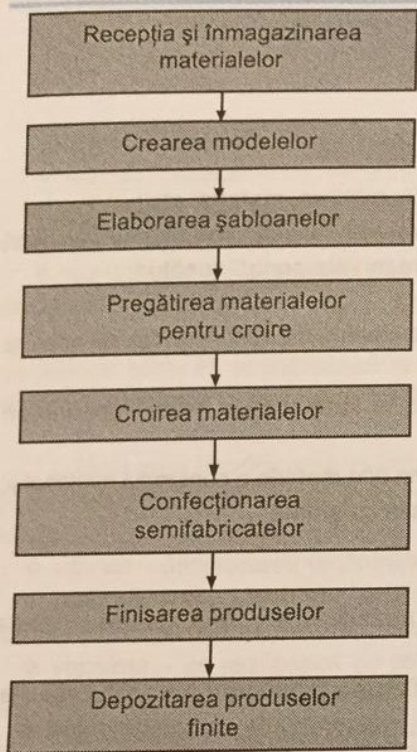 Recepția și înmagazinarea
materialelor
Crearea modelelor
Elaborarea șabloanelor
Pregătirea materialelor
pentru croire
Croirea materialelor
Confecționarea
semifabricatelor
Finisarea produselor
Depozitarea produselor
finite